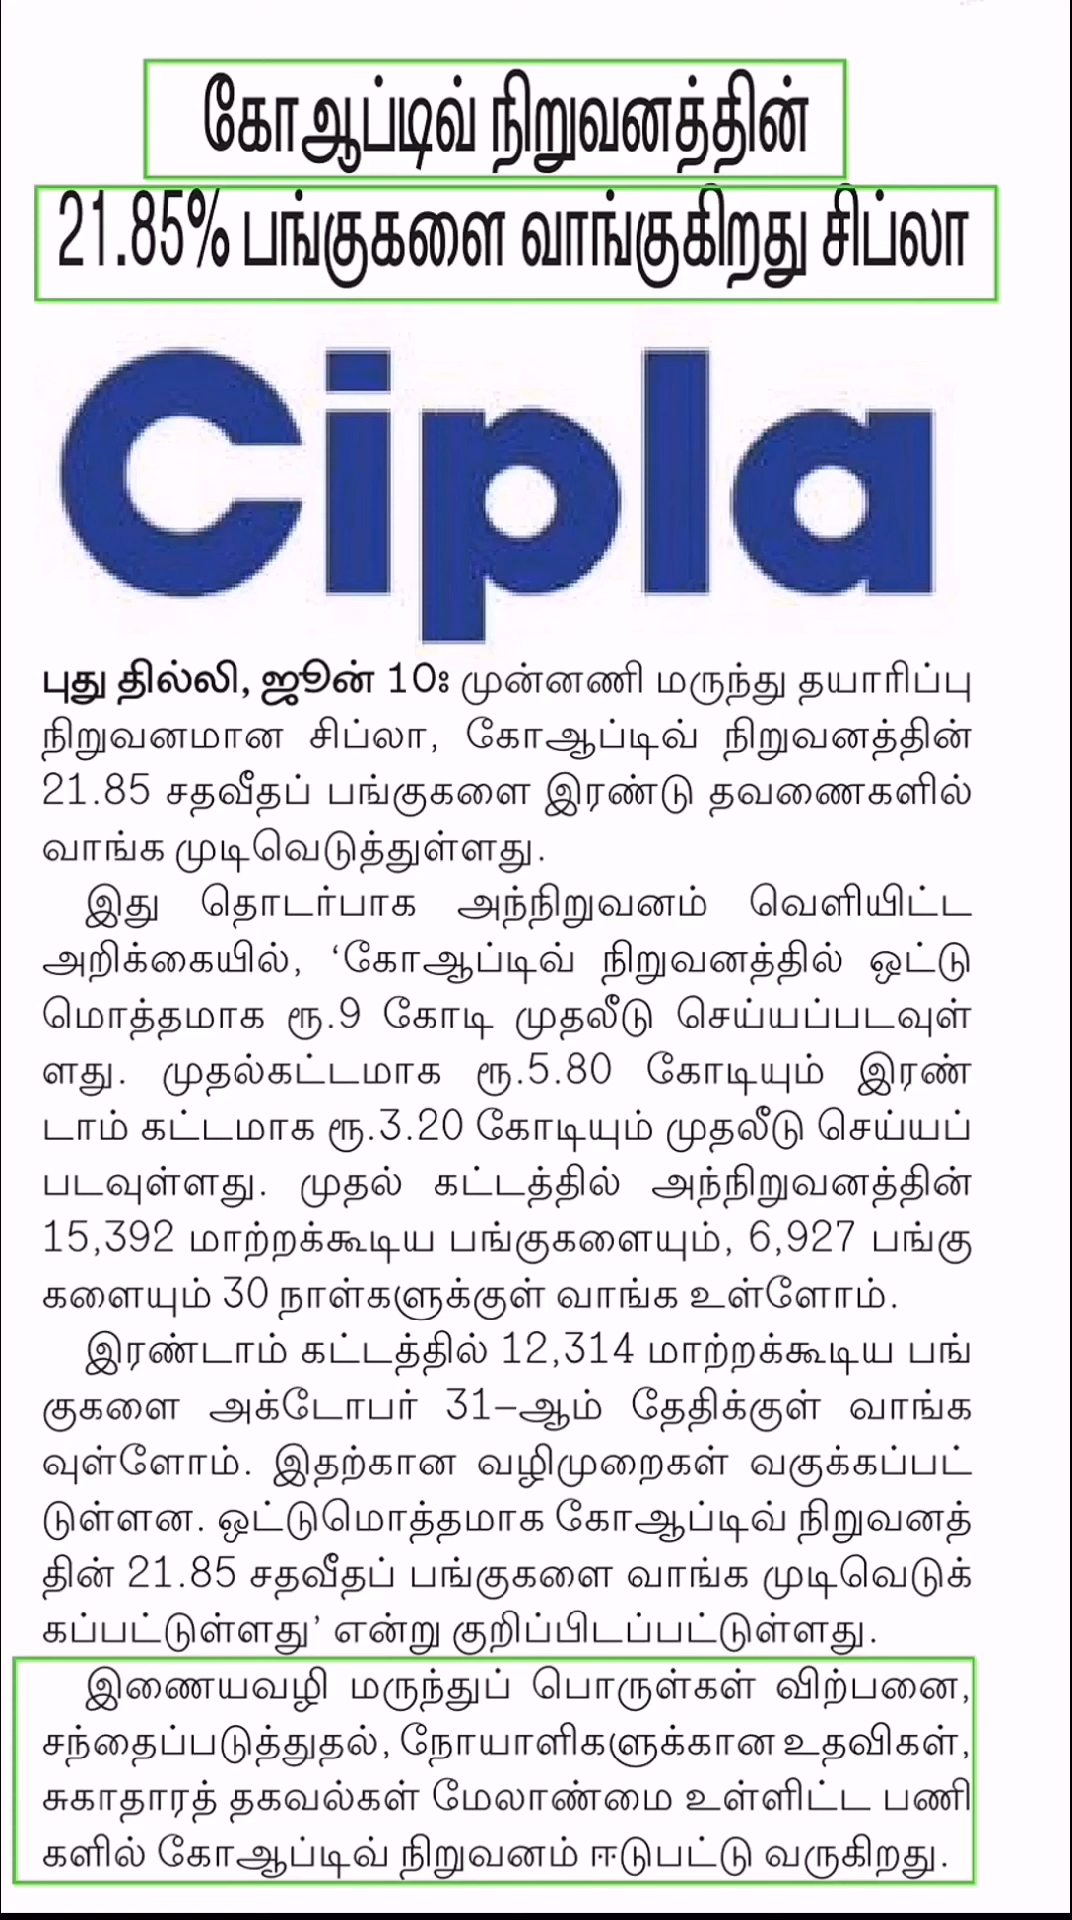 கோஆப்டிவ் நிறுவனத்தின்
21.85% பங்குகளை வாங்குகிறது சிப்லா
Cipla
புது தில்லி, ஜூன் 10: முன்னணி மருந்து தயாரிப்பு
நிறுவனமான சிப்லா, கோஆப்டிவ் நிறுவனத்தின்
21.85 சதவீதப் பங்குகளை இரண்டு தவணைகளில்
வாங்க முடிவெடுத்துள்ளது.
இது தொடர்பாக அந்நிறுவனம் வெளியிட்ட
அறிக்கையில், ‘கோஆப்டிவ் நிறுவனத்தில் ஒட்டு
மொத்தமாக ரூ.9 கோடி முதலீடு செய்யப்படவுள்
ளது. முதல்கட்டமாக ரூ.5.80 கோடியும் இரண்
டாம் கட்டமாக ரூ.3.20 கோடியும் முதலீடு செய்யப்
படவுள்ளது. முதல் கட்டத்தில் அந்நிறுவனத்தின்
15,392 மாற்றக்கூடிய பங்குகளையும், 6,927 பங்கு
களையும் 30 நாள்களுக்குள் வாங்க உள்ளோம்.
இரண்டாம் கட்டத்தில் 12,314 மாற்றக்கூடிய பங்
குகளை அக்டோபர் 31–ஆம் தேதிக்குள் வாங்க
வுள்ளோம். இதற்கான வழிமுறைகள் வகுக்கப்பட்
டுள்ளன. ஒட்டுமொத்தமாக கோஆப்டிவ் நிறுவனத்
தின் 21.85 சதவீதப் பங்குகளை வாங்க முடிவெடுக்
கப்பட்டுள்ளது’ என்று குறிப்பிடப்பட்டுள்ளது.
இணையவழி மருந்துப் பொருள்கள் விற்பனை,
சந்தைப்படுத்துதல், நோயாளிகளுக்கான உதவிகள்,
சுகாதாரத் தகவல்கள் மேலாண்மை உள்ளிட்ட பணி
களில் கோஆப்டிவ் நிறுவனம் ஈடுபட்டு வருகிறது.